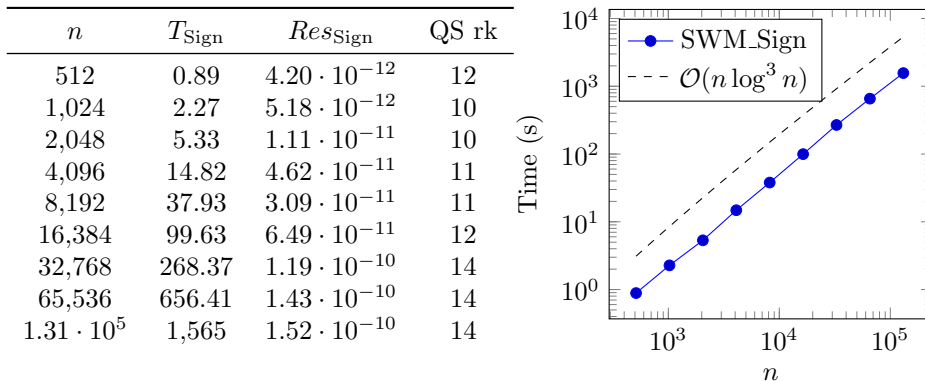 n T_Sign Res_Sign QS rk
512 0.89 4.20 · 10^−12 12
1,024 2.27 5.18 · 10^−12 10
2,048 5.33 1.11 · 10^−11 10
4,096 14.82 4.62 · 10^−11 11
8,192 37.93 3.09 · 10^−11 11
16,384 99.63 6.49 · 10^−11 12
32,768 268.37 1.19 · 10^−10 14
65,536 656.41 1.43 · 10^−10 14
1.31 · 10^5 1,565 1.52 · 10^−10 14
SWM_Sign
O(n log^3 n)
Time (s)
10^4
10^3
10^2
10^1
10^0
10^3 10^4 10^5
n